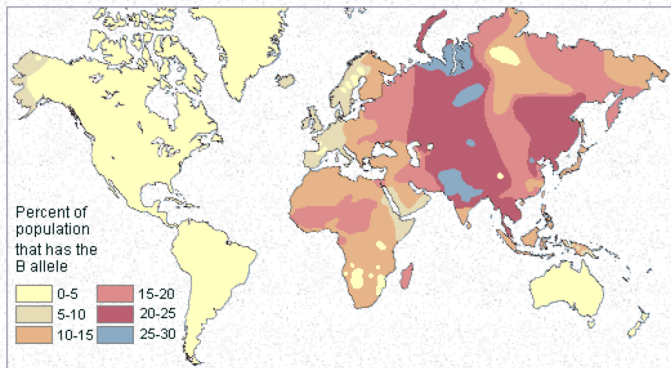 Percent of
population
that has the
B allele
0-5
15-20
5-10
20-25
10-15
25-30